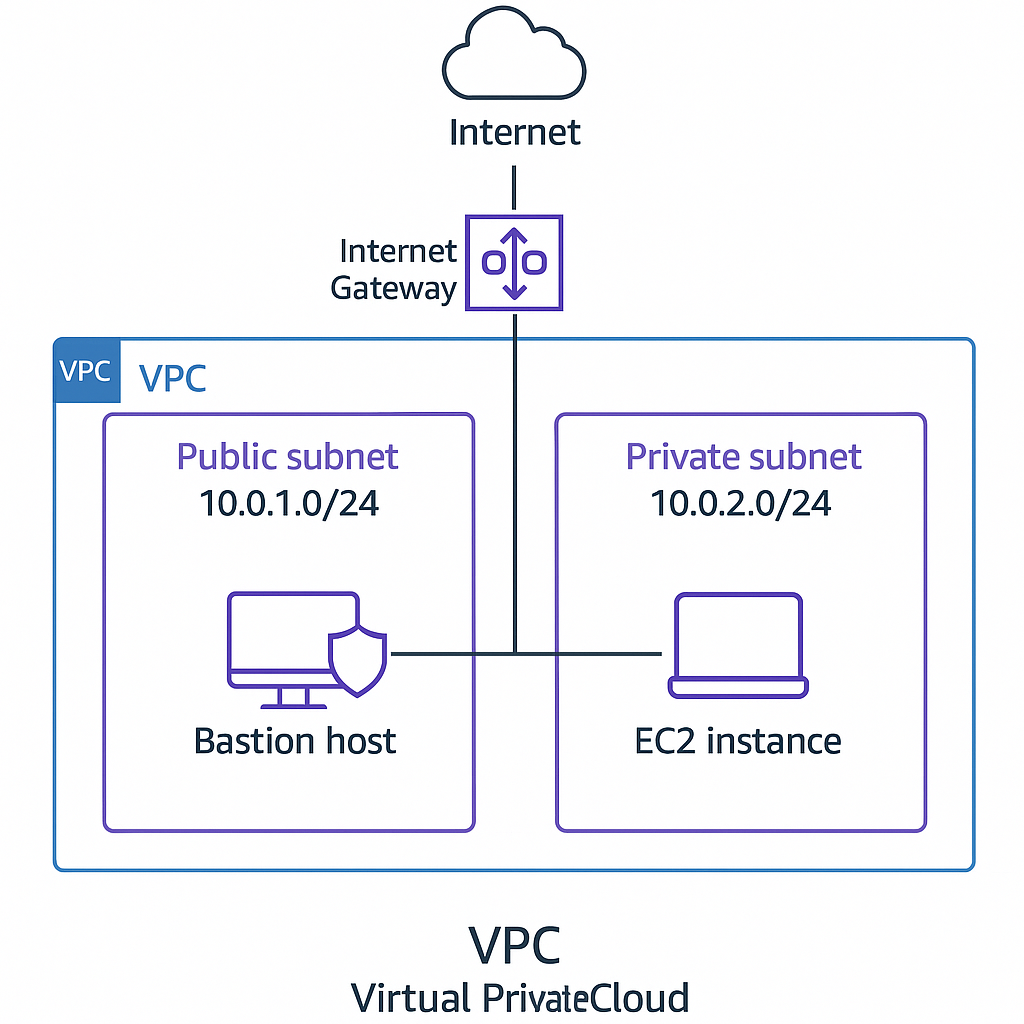 Internet
Internet
Gateway
VPC
VPC
Public subnet
10.0.1.0/24
Private subnet
10.0.2.0/24
Bastion host
EC2 instance
VPC
Virtual PrivateCloud